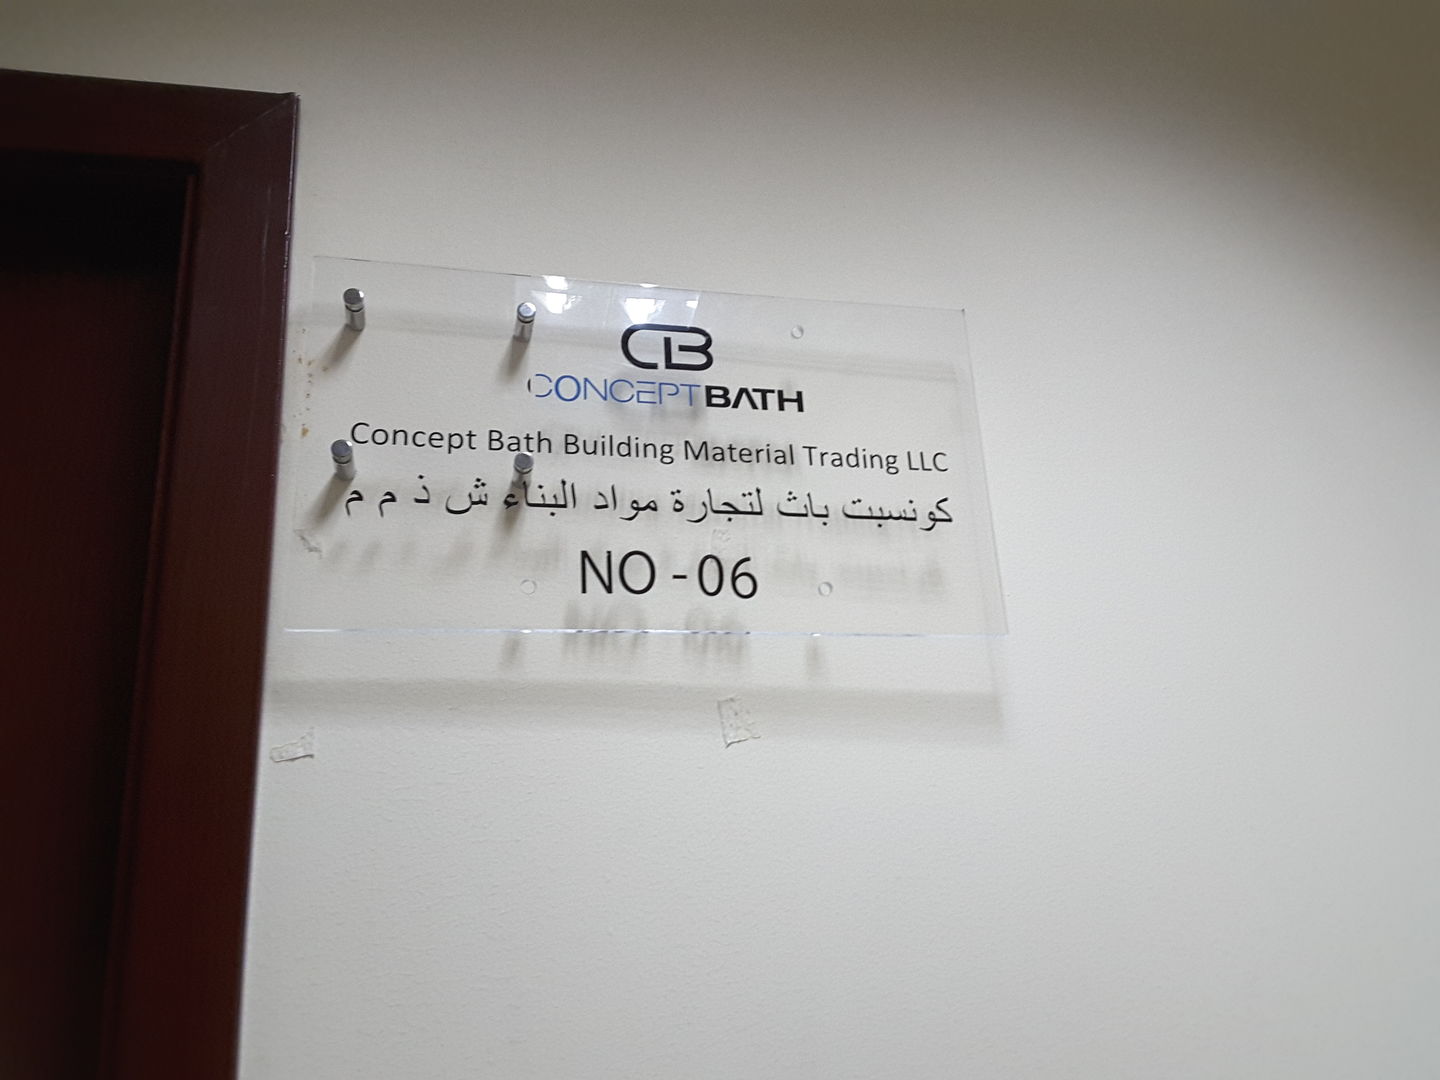 CB
CONCEPTBATH
Concept Bath Building Material Trading LLC
كونسبت باث لتجارة مواد البناء ش ذ م م
NO - 06